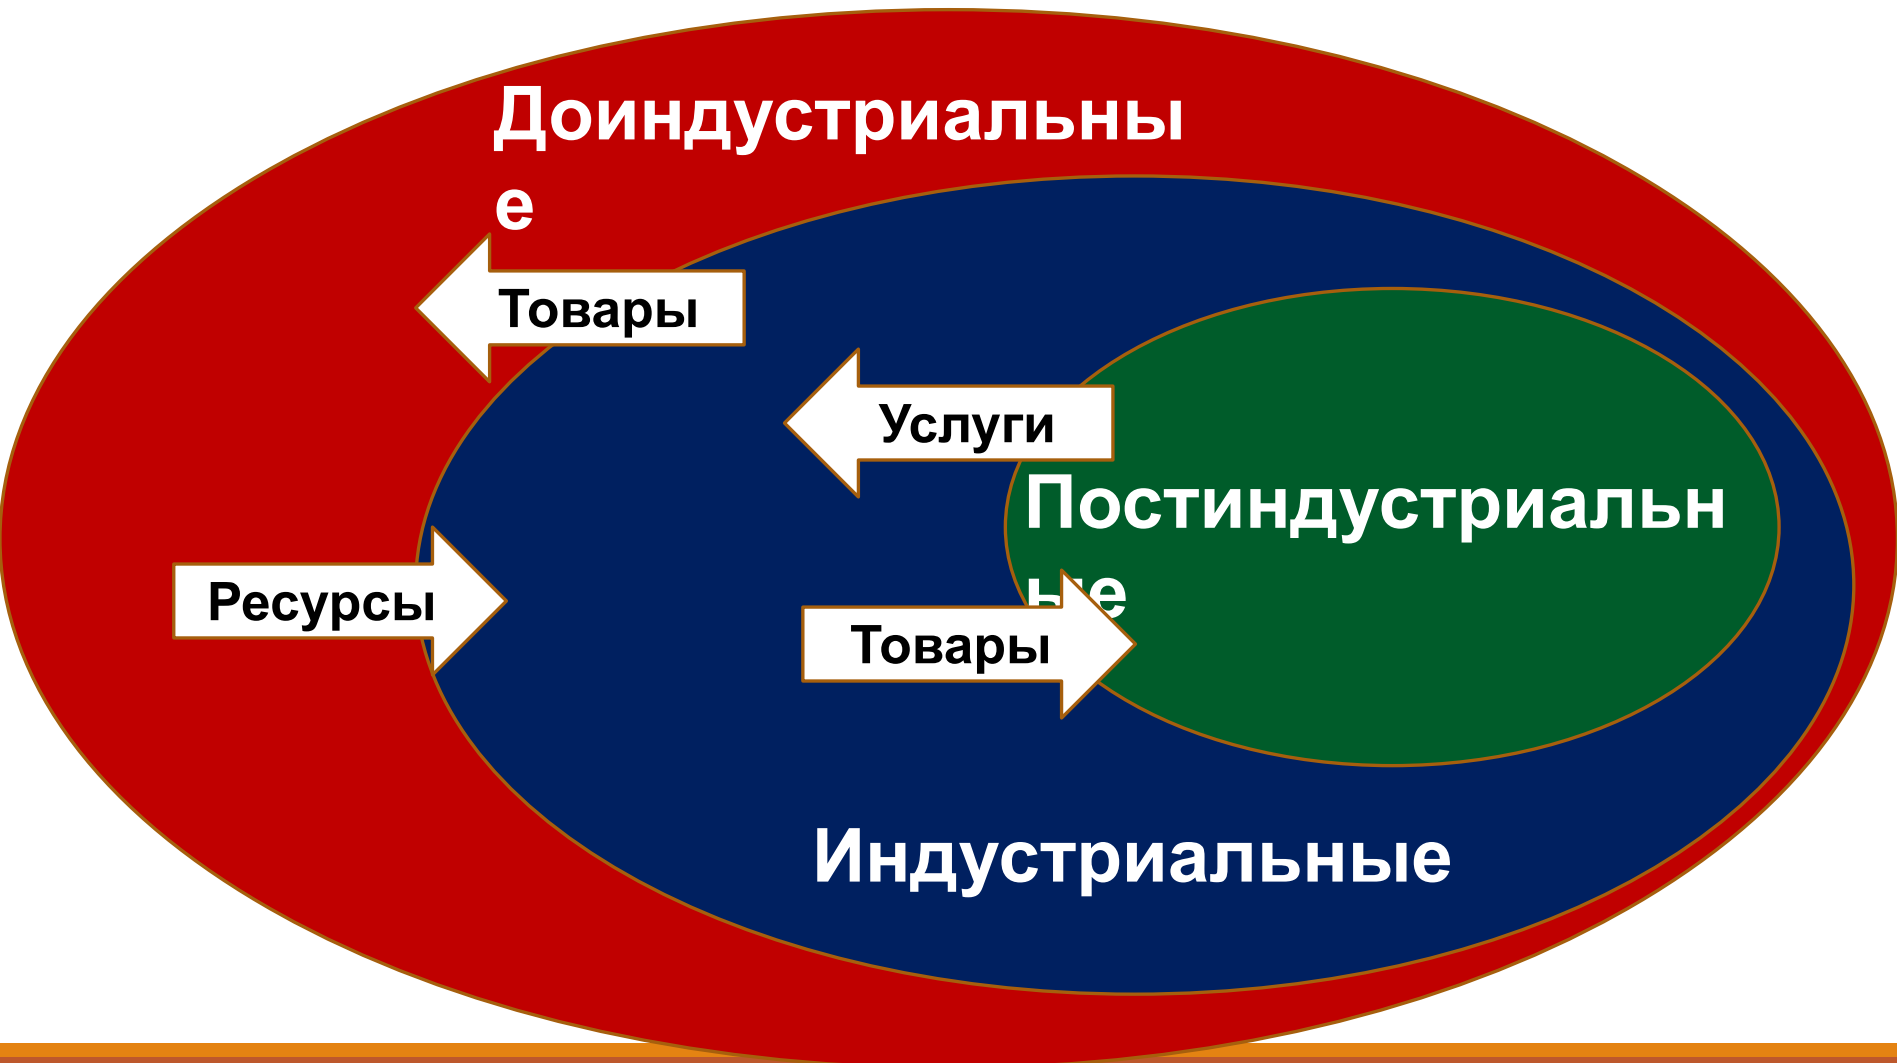 Доиндустриальны
е
Товары
Услуги
Постиндустриальн
ые
Ресурсы
Товары
Индустриальные